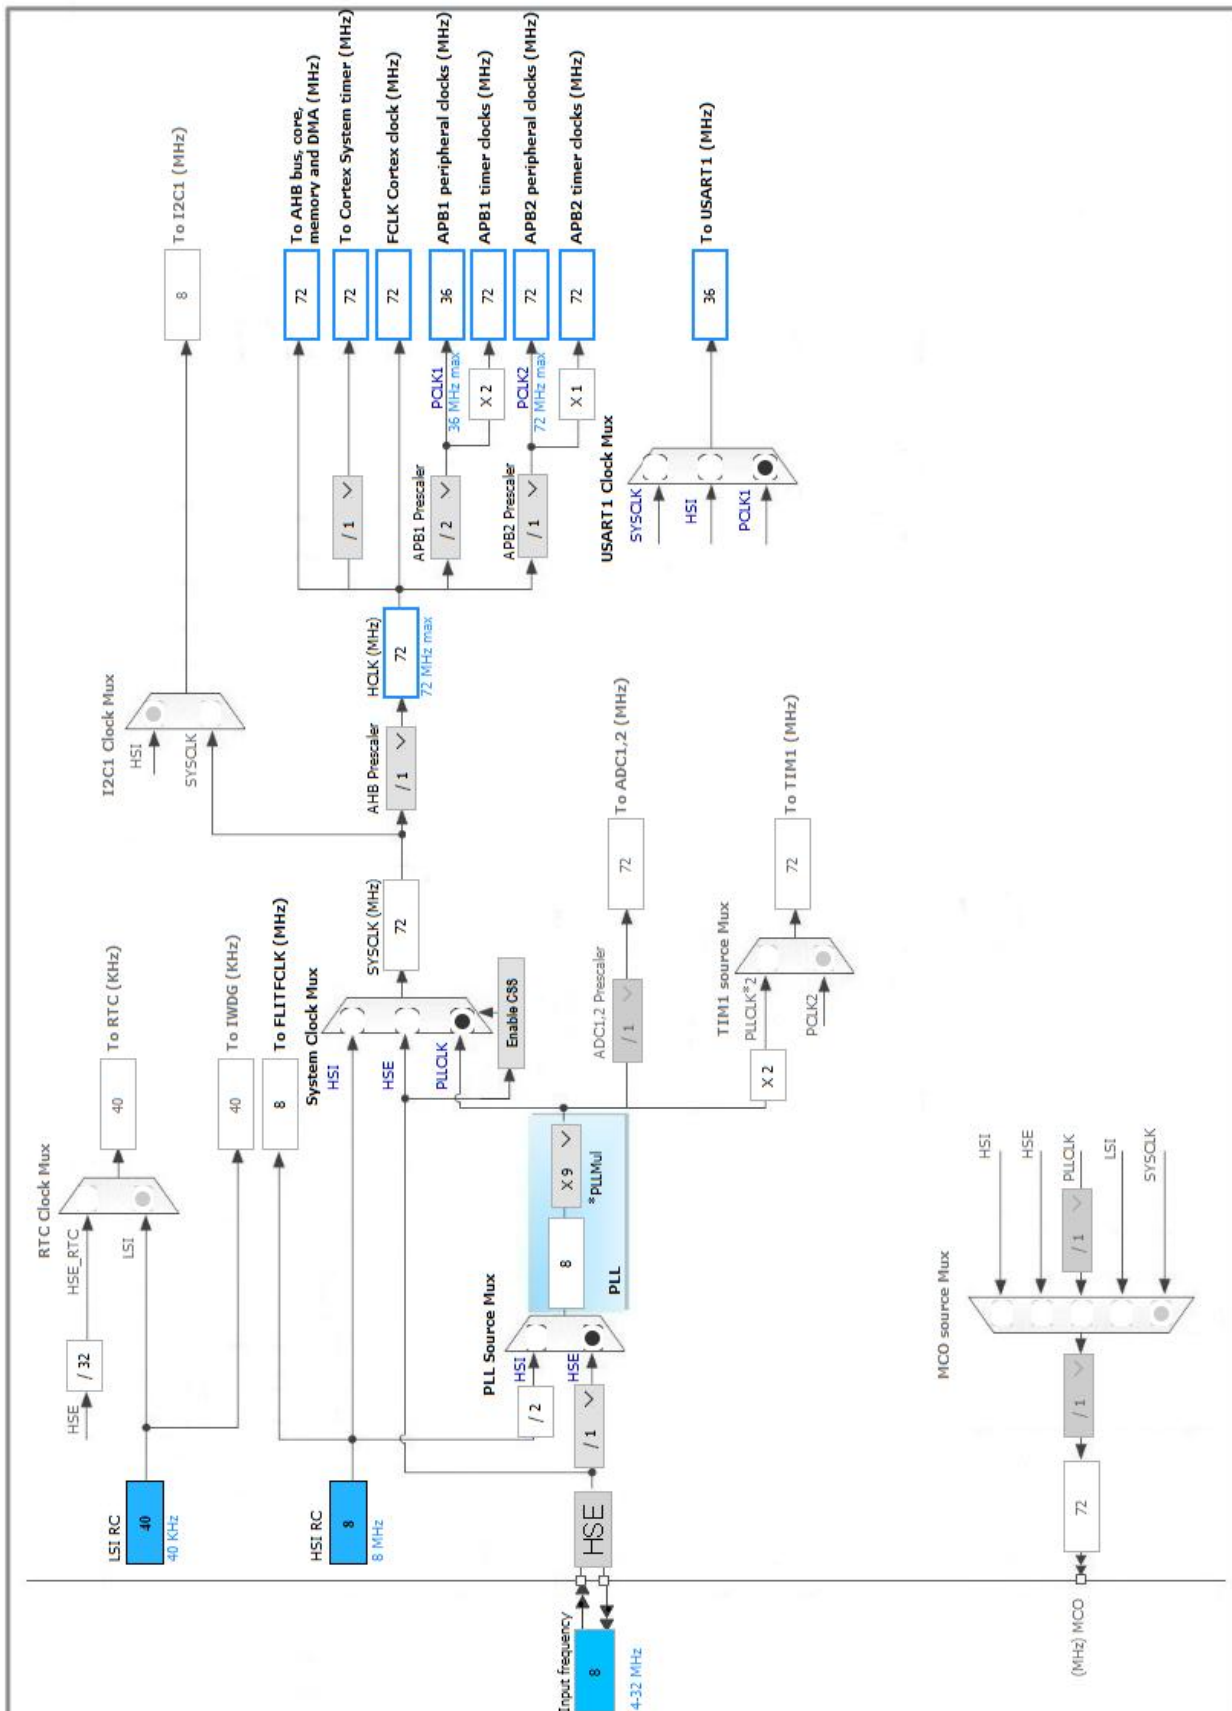 RTC Clock Mux
HSE
/ 32
HSE_RTC
LSI
40
To RTC (KHz)
LSI RC
40
40 KHz
40
To IWDG (KHz)
I2C1 Clock Mux
HSI
SYSCLK
8
To I2C1 (MHz)
8
To FLITFCLK (MHz)
HSI RC
8
8 MHz
System Clock Mux
HSI
HSE
PLLCLK
Enable CSS
SYSCLK (MHz)
72
AHB Prescaler
/ 1
HCLK (MHz)
72
72 MHz max
72
To AHB bus, core,
memory and DMA (MHz)
/ 1
72
To Cortex System timer (MHz)
72
FCLK Cortex clock (MHz)
APB1 Prescaler
/ 2
PCLK1
36 MHz max
36
APB1 peripheral clocks (MHz)
X 2
72
APB1 timer clocks (MHz)
APB2 Prescaler
/ 1
PCLK2
72 MHz max
72
APB2 peripheral clocks (MHz)
X 1
72
APB2 timer clocks (MHz)
PLL Source Mux
/ 2
HSI
HSE
/ 1
8
X 9
*PLLMul
PLL
Input frequency
8
4-32 MHz
HSE
ADC1,2 Prescaler
/ 1
72
To ADC1,2 (MHz)
USART1 Clock Mux
SYSCLK
HSI
PCLK1
36
To USART1 (MHz)
TIM1 source Mux
X 2
PLLCLK*2
PCLK2
72
To TIM1 (MHz)
MCO source Mux
HSI
HSE
/ 1
PLLCLK
LSI
SYSCLK
/ 1
72
(MHz) MCO